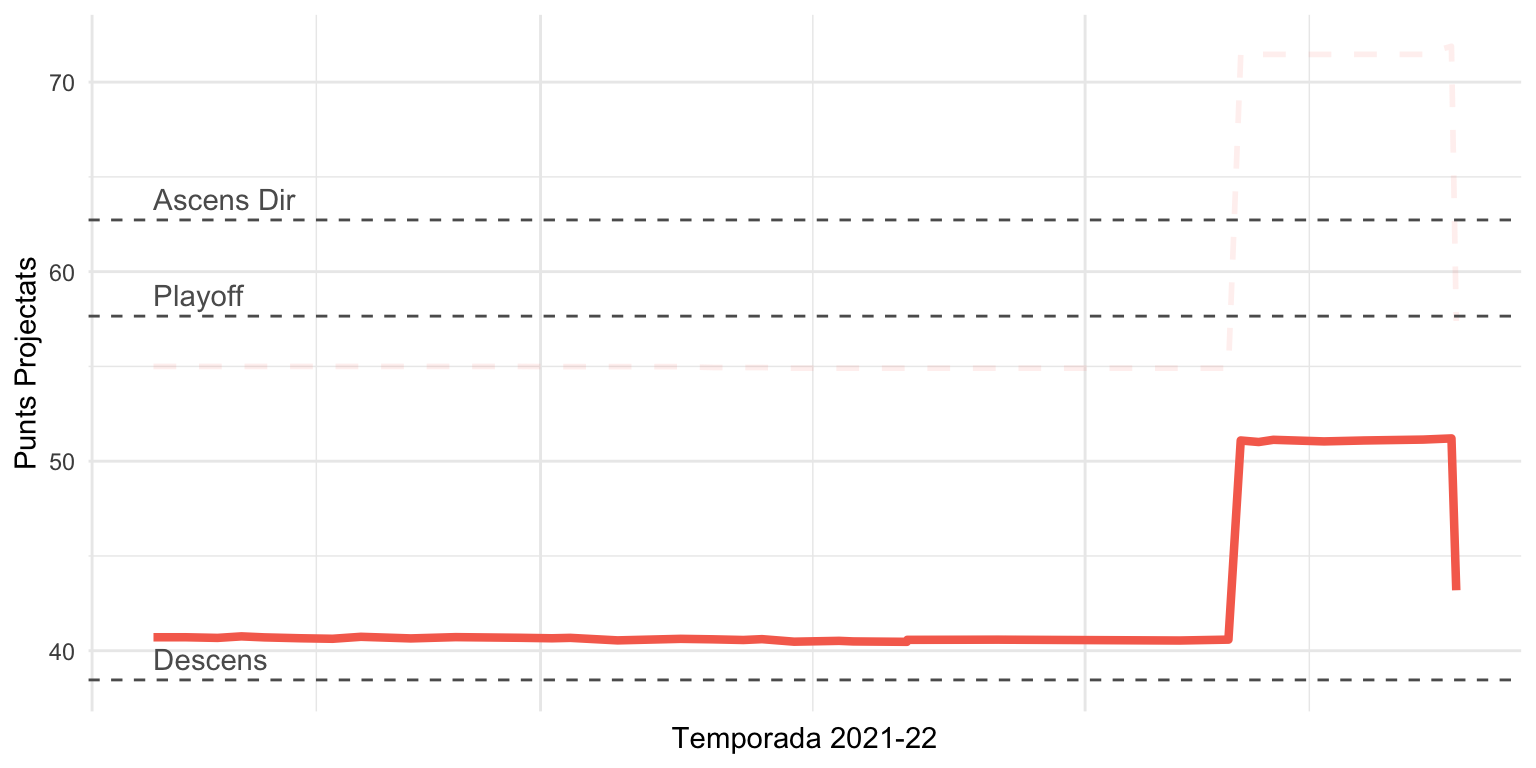 70
Ascens Dir
60
Playoff
Punts Projectats
50
40
Descens
Temporada 2021-22